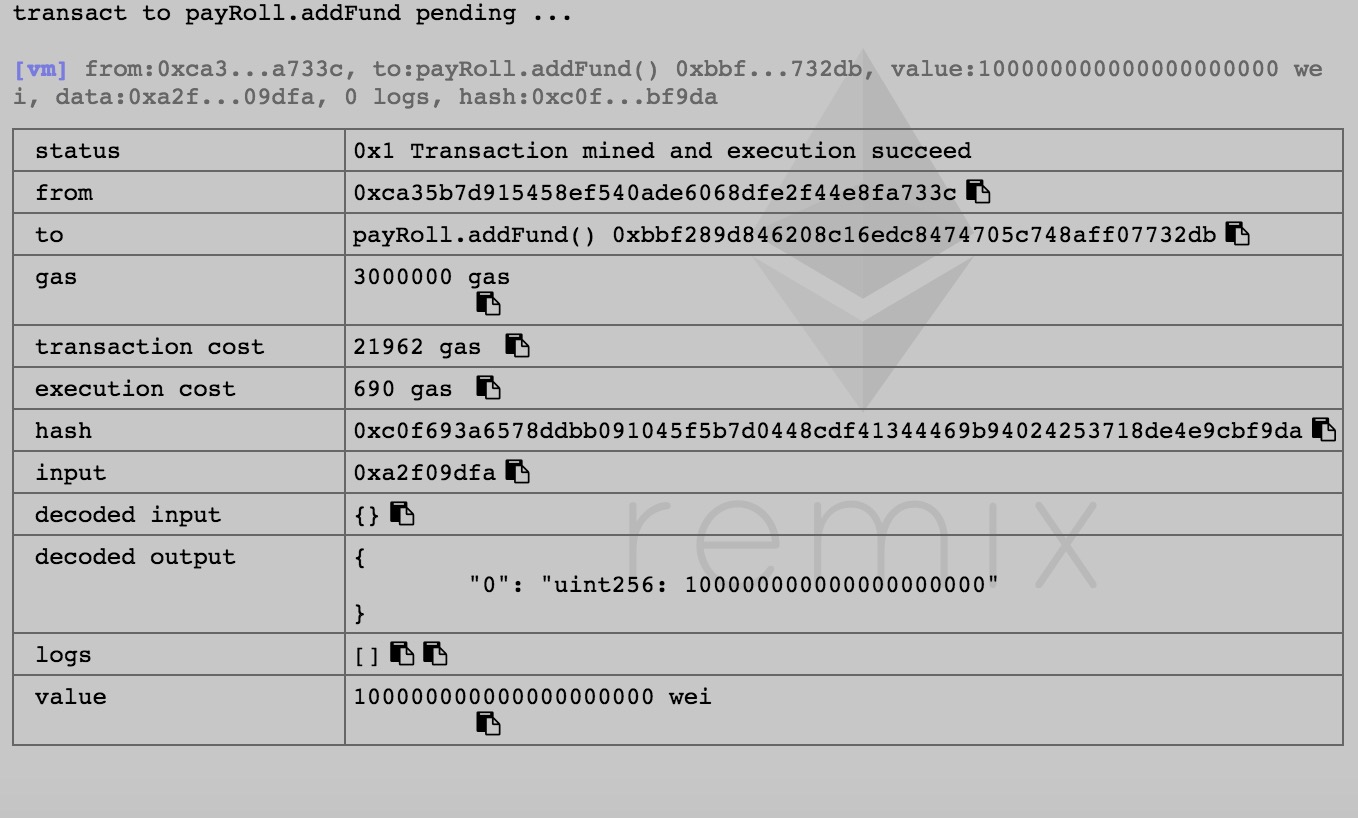 transact to payRoll.addFund pending ...
[vm] from:0xca3...a733c, to:payRoll.addFund() 0xbbf...732db, value:100000000000000000000 we
i, data:0xa2f...09dfa, 0 logs, hash:0xc0f...bf9da
status 0x1 Transaction mined and execution succeed
from 0xca35b7d915458ef540ade6068dfe2f44e8fa733c
to payRoll.addFund() 0xbbf289d846208c16edc8474705c748aff07732db
gas 3000000 gas
transaction cost 21962 gas
execution cost 690 gas
hash 0xc0f693a6578ddbb091045f5b7d0448cdf41344469b94024253718de4e9cbf9da
input 0xa2f09dfa
decoded input {}
decoded output {
"0": "uint256: 100000000000000000000"
}
logs []
value 100000000000000000000 wei
remix